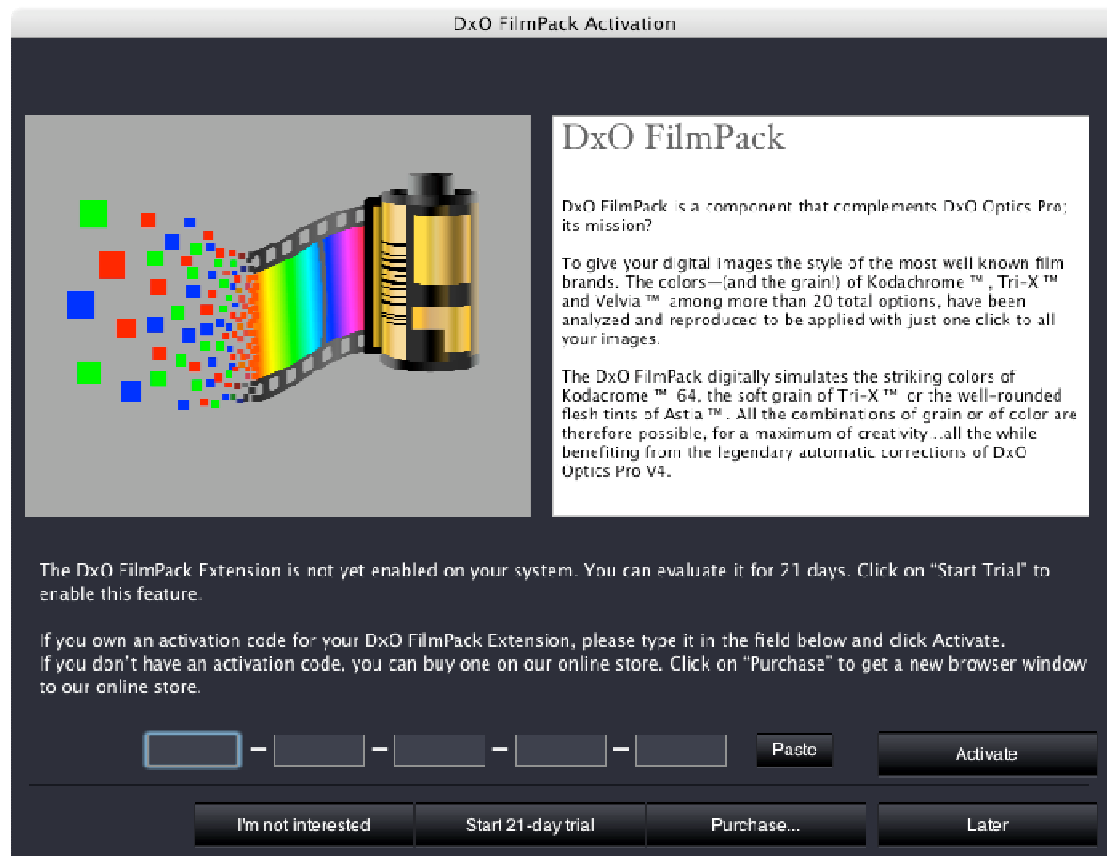 DxO FilmPack Activation
DxO FilmPack
DxO FilmPack is a component that complements DxO Optics Pro;
its mission?
To give your digital images the style of the most well known film
brands. The colors—(and the grain!) of Kodachrome ™, Tri-X ™
and Velvia ™ among more than 20 total options, have been
analyzed and reproduced to be applied with just one click to all
your images.
The DxO FilmPack digitally simulates the striking colors of
Kodacrome ™ 64, the soft grain of Tri-X ™ or the well-rounded
flesh tints of Astia ™. All the combinations of grain or of color are
therefore possible, for a maximum of creativity...all the while
benefiting from the legendary automatic corrections of DxO
Optics Pro V4.
The DxO FilmPack Extension is not yet enabled on your system. You can evaluate it for 21 days. Click on “Start Trial” to
enable this feature.
If you own an activation code for your DxO FilmPack Extension, please type it in the field below and click Activate.
If you don’t have an activation code, you can buy one on our online store. Click on “Purchase” to get a new browser window
to our online store.
Paste
Activate
I'm not interested
Start 21-day trial
Purchase...
Later